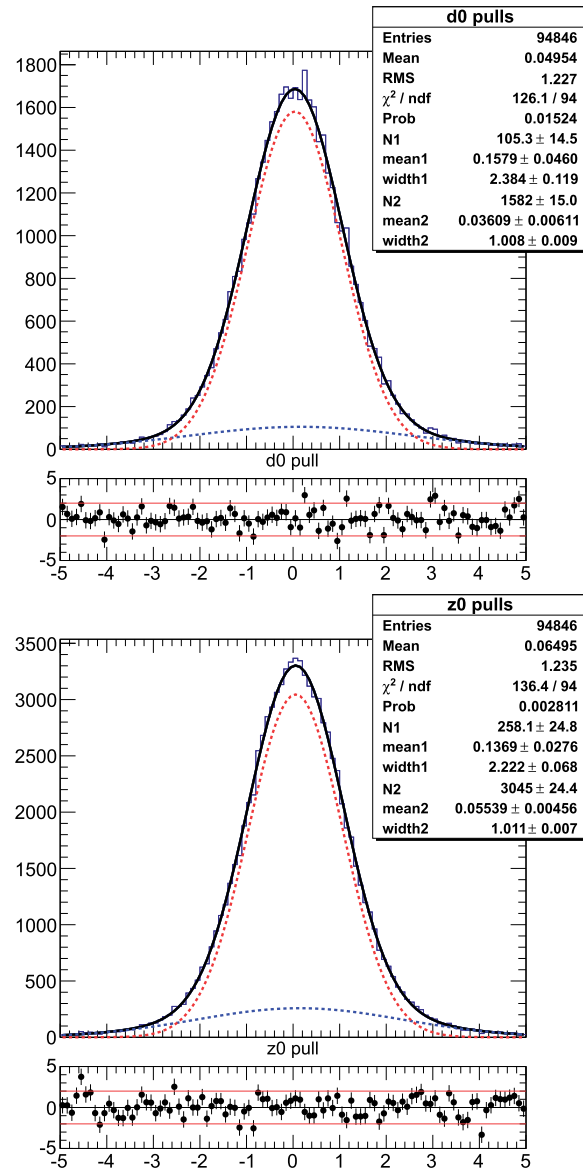 d0 pulls
Entries 94846
Mean 0.04954
RMS 1.227
χ² / ndf 126.1 / 94
Prob 0.01524
N1 105.3 ± 14.5
mean1 0.1579 ± 0.0460
width1 2.384 ± 0.119
N2 1582 ± 15.0
mean2 0.03609 ± 0.00611
width2 1.008 ± 0.009
1800
1600
1400
1200
1000
800
600
400
200
0
d0 pull
5
0
-5
-5 -4 -3 -2 -1 0 1 2 3 4 5
z0 pulls
Entries 94846
Mean 0.06495
RMS 1.235
χ² / ndf 136.4 / 94
Prob 0.002811
N1 258.1 ± 24.8
mean1 0.1369 ± 0.0276
width1 2.222 ± 0.068
N2 3045 ± 24.4
mean2 0.05539 ± 0.00456
width2 1.011 ± 0.007
3500
3000
2500
2000
1500
1000
500
0
z0 pull
5
0
-5
-5 -4 -3 -2 -1 0 1 2 3 4 5